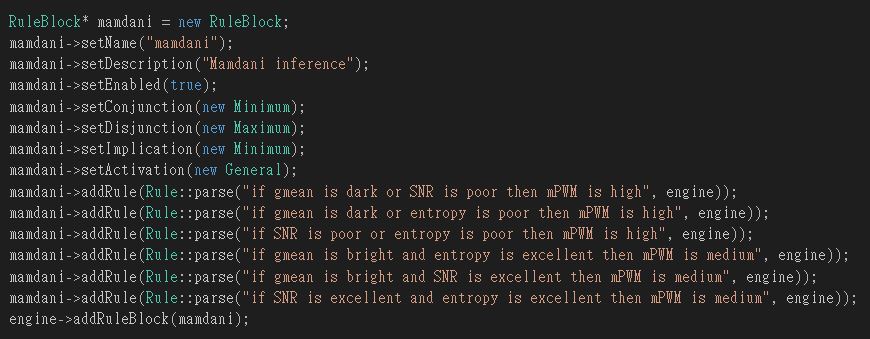 RuleBlock* mamdani = new RuleBlock;
mamdani->setName("mamdani");
mamdani->setDescription("Mamdani inference");
mamdani->setEnabled(true);
mamdani->setConjunction(new Minimum);
mamdani->setDisjunction(new Maximum);
mamdani->setImplication(new Minimum);
mamdani->setActivation(new General);
mamdani->addRule(Rule::parse("if gmean is dark or SNR is poor then mPWM is high", engine));
mamdani->addRule(Rule::parse("if gmean is dark or entropy is poor then mPWM is high", engine));
mamdani->addRule(Rule::parse("if SNR is poor or entropy is poor then mPWM is high", engine));
mamdani->addRule(Rule::parse("if gmean is bright and entropy is excellent then mPWM is medium", engine));
mamdani->addRule(Rule::parse("if gmean is bright and SNR is excellent then mPWM is medium", engine));
mamdani->addRule(Rule::parse("if SNR is excellent and entropy is excellent then mPWM is medium", engine));
engine->addRuleBlock(mamdani);